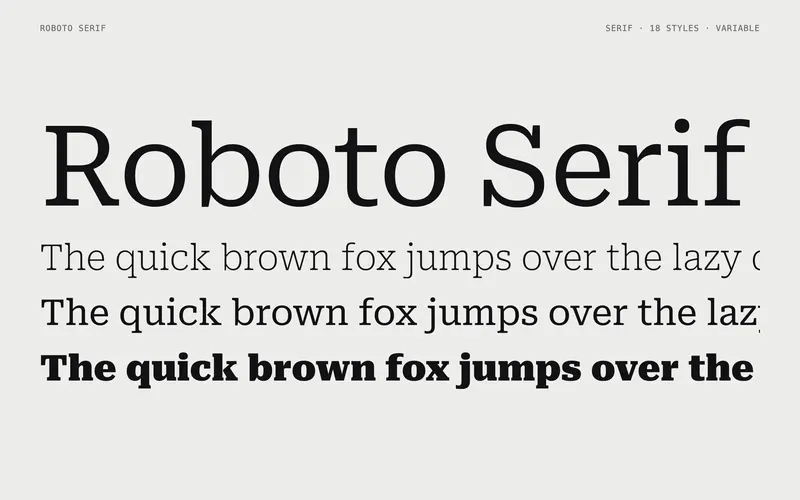 ROBOTO SERIF
SERIF · 18 STYLES · VARIABLE
Roboto Serif
The quick brown fox jumps over the lazy
The quick brown fox jumps over the laz
The quick brown fox jumps over the